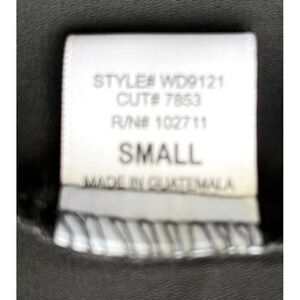 STYLE# WD9121
CUT# 7853
R/N# 102711
SMALL
MADE IN GUATEMALA